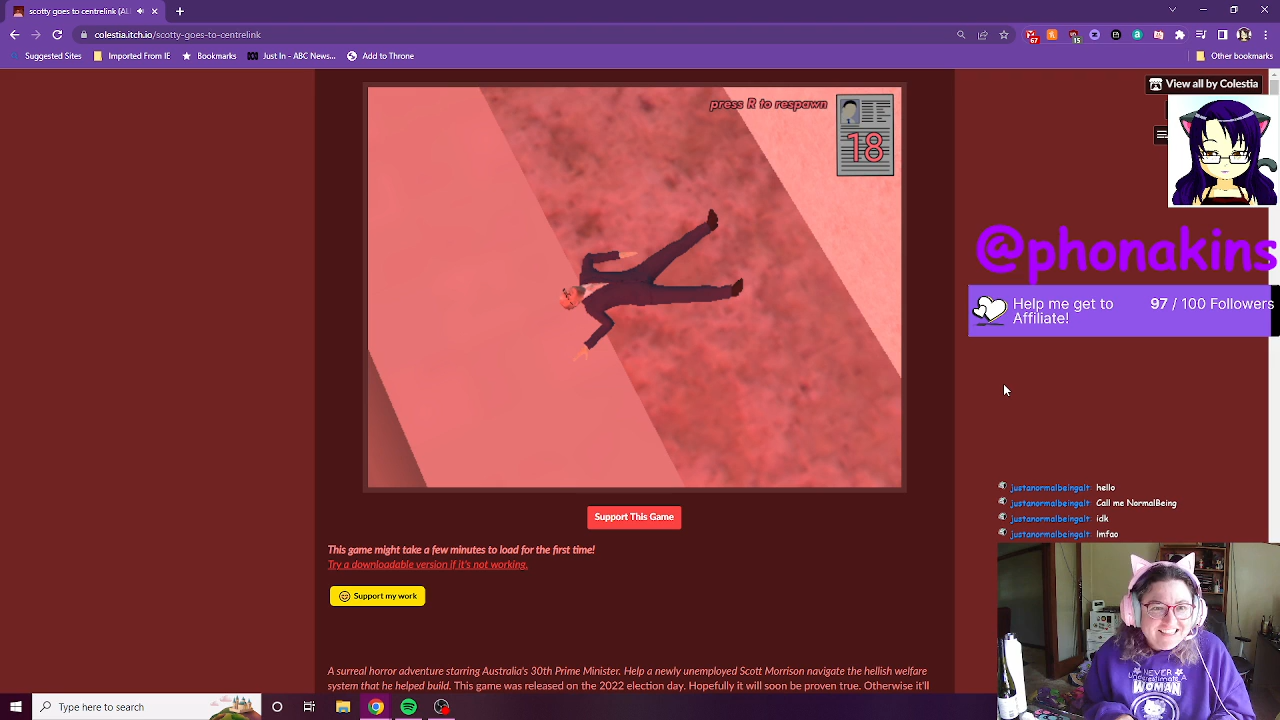 scotty goes to centrelink (AL
colestia.itch.io/scotty-goes-to-centrelink
67
15
Suggested Sites
Imported From IE
Bookmarks
Just In - ABC News...
Add to Throne
Other bookmarks
View all by Colestia
press R to respawn
18
@phonakins
Help me get to 97 / 100 Followers
Affiliate!
justanormalbeingalt hello
justanormalbeingalt Call me NormalBeing
justanormalbeingalt idk
justanormalbeingalt lmfao
Support This Game
This game might take a few minutes to load for the first time!
Try a downloadable version if it's not working.
Support my work
A surreal horror adventure starring Australia's 30th Prime Minister. Help a newly unemployed Scott Morrison navigate the hellish welfare
system that he helped build. This game was released on the 2022 election day. Hopefully it will soon be proven true. Otherwise it'll
WOMAN
Type here to search